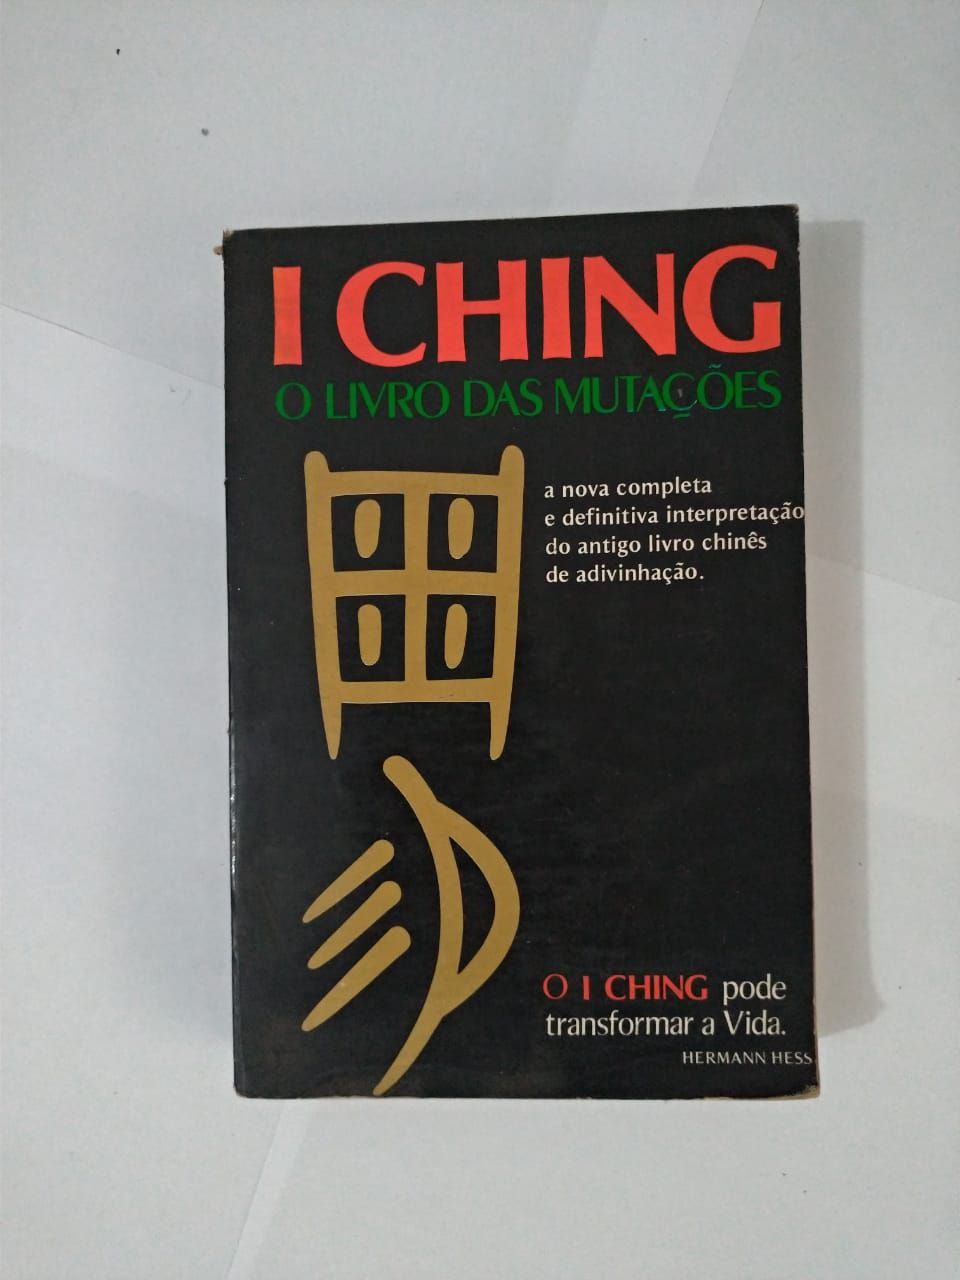 I CHING
O LIVRO DAS MUTAÇÕES
a nova completa
e definitiva interpretação
do antigo livro chinês
de adivinhação.
O I CHING pode
transformar a Vida.
HERMANN HESS